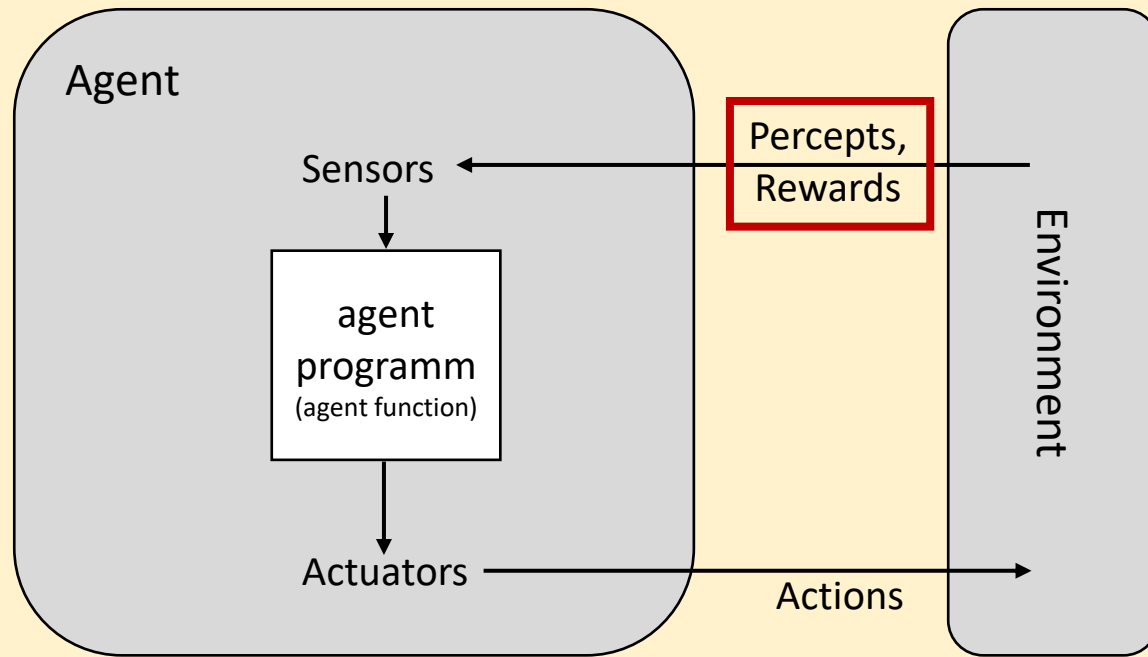 Agent
Percepts,
Rewards
Sensors
Environment
agent
programm
(agent function)
Actuators
Actions